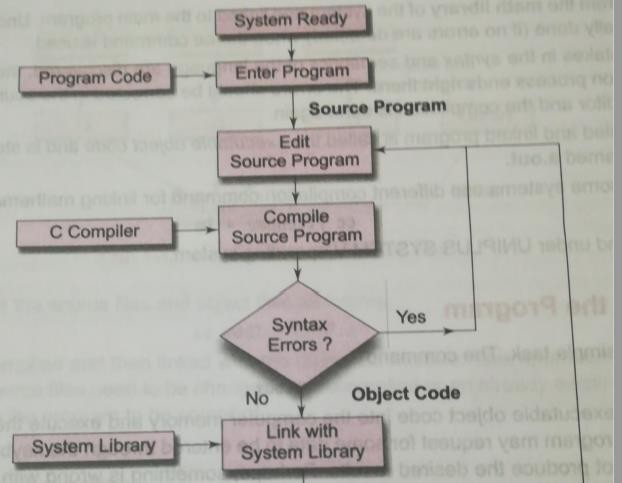 System Ready
Program Code
Enter Program
Source Program
Edit
Source Program
C Compiler
Compile
Source Program
Syntax
Errors ?
Yes
No
Object Code
System Library
Link with
System Library